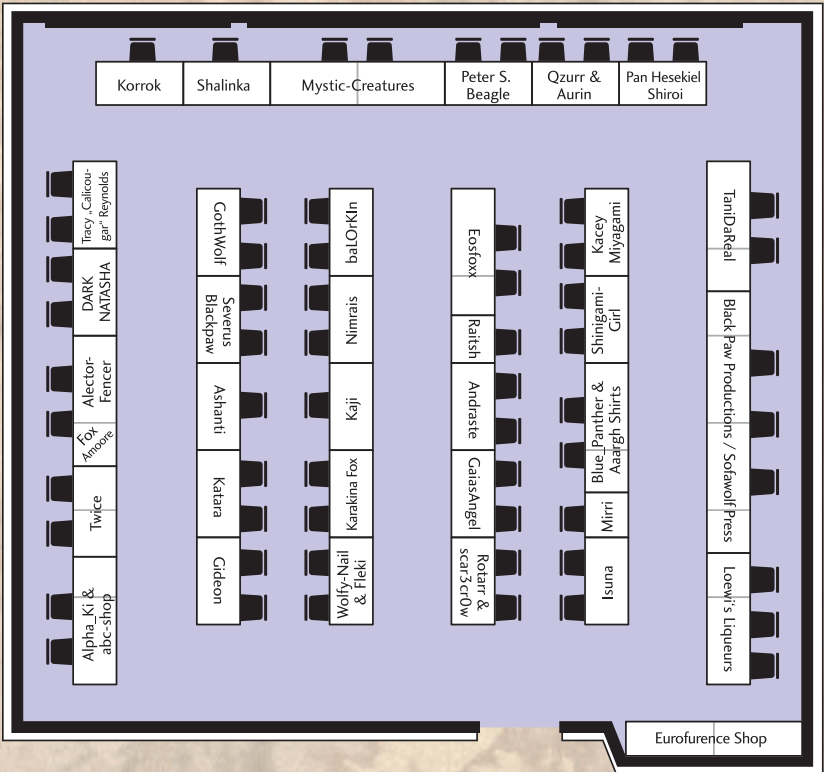 Korrok
Shalinka
Mystic-Creatures
Peter S.
Beagle
Qzurr &
Aurin
Pan Hesekiel
Shiroi
Tracy „Calicou-
gar“ Reynolds
DARK
NATASHA
Alector-
Fencer
Fox
Amoore
Twice
Alpha_Ki &
abc-shop
GothWolf
Severus
Blackpaw
Ashanti
Katara
Gideon
baLOrKIn
Nimrais
Kaji
Karakina Fox
Wolfy-Nail
& Fleki
Eosfoxx
Raitsh
Andraste
GaiasAngel
Rotarr &
scar3cr0w
Kacey
Miyagami
Shinigami-
Girl
Blue_Panther &
Aaargh Shirts
Mirri
Isuna
TaniDaReal
Black Paw Productions / Sofawolf Press
Loewi's Liqueurs
Eurofurence Shop